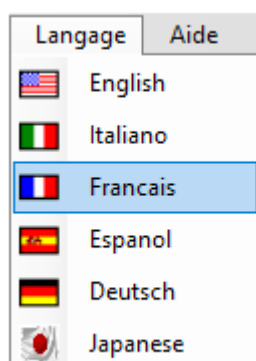 Langage Aide
English
Italiano
Francais
Espanol
Deutsch
Japanese